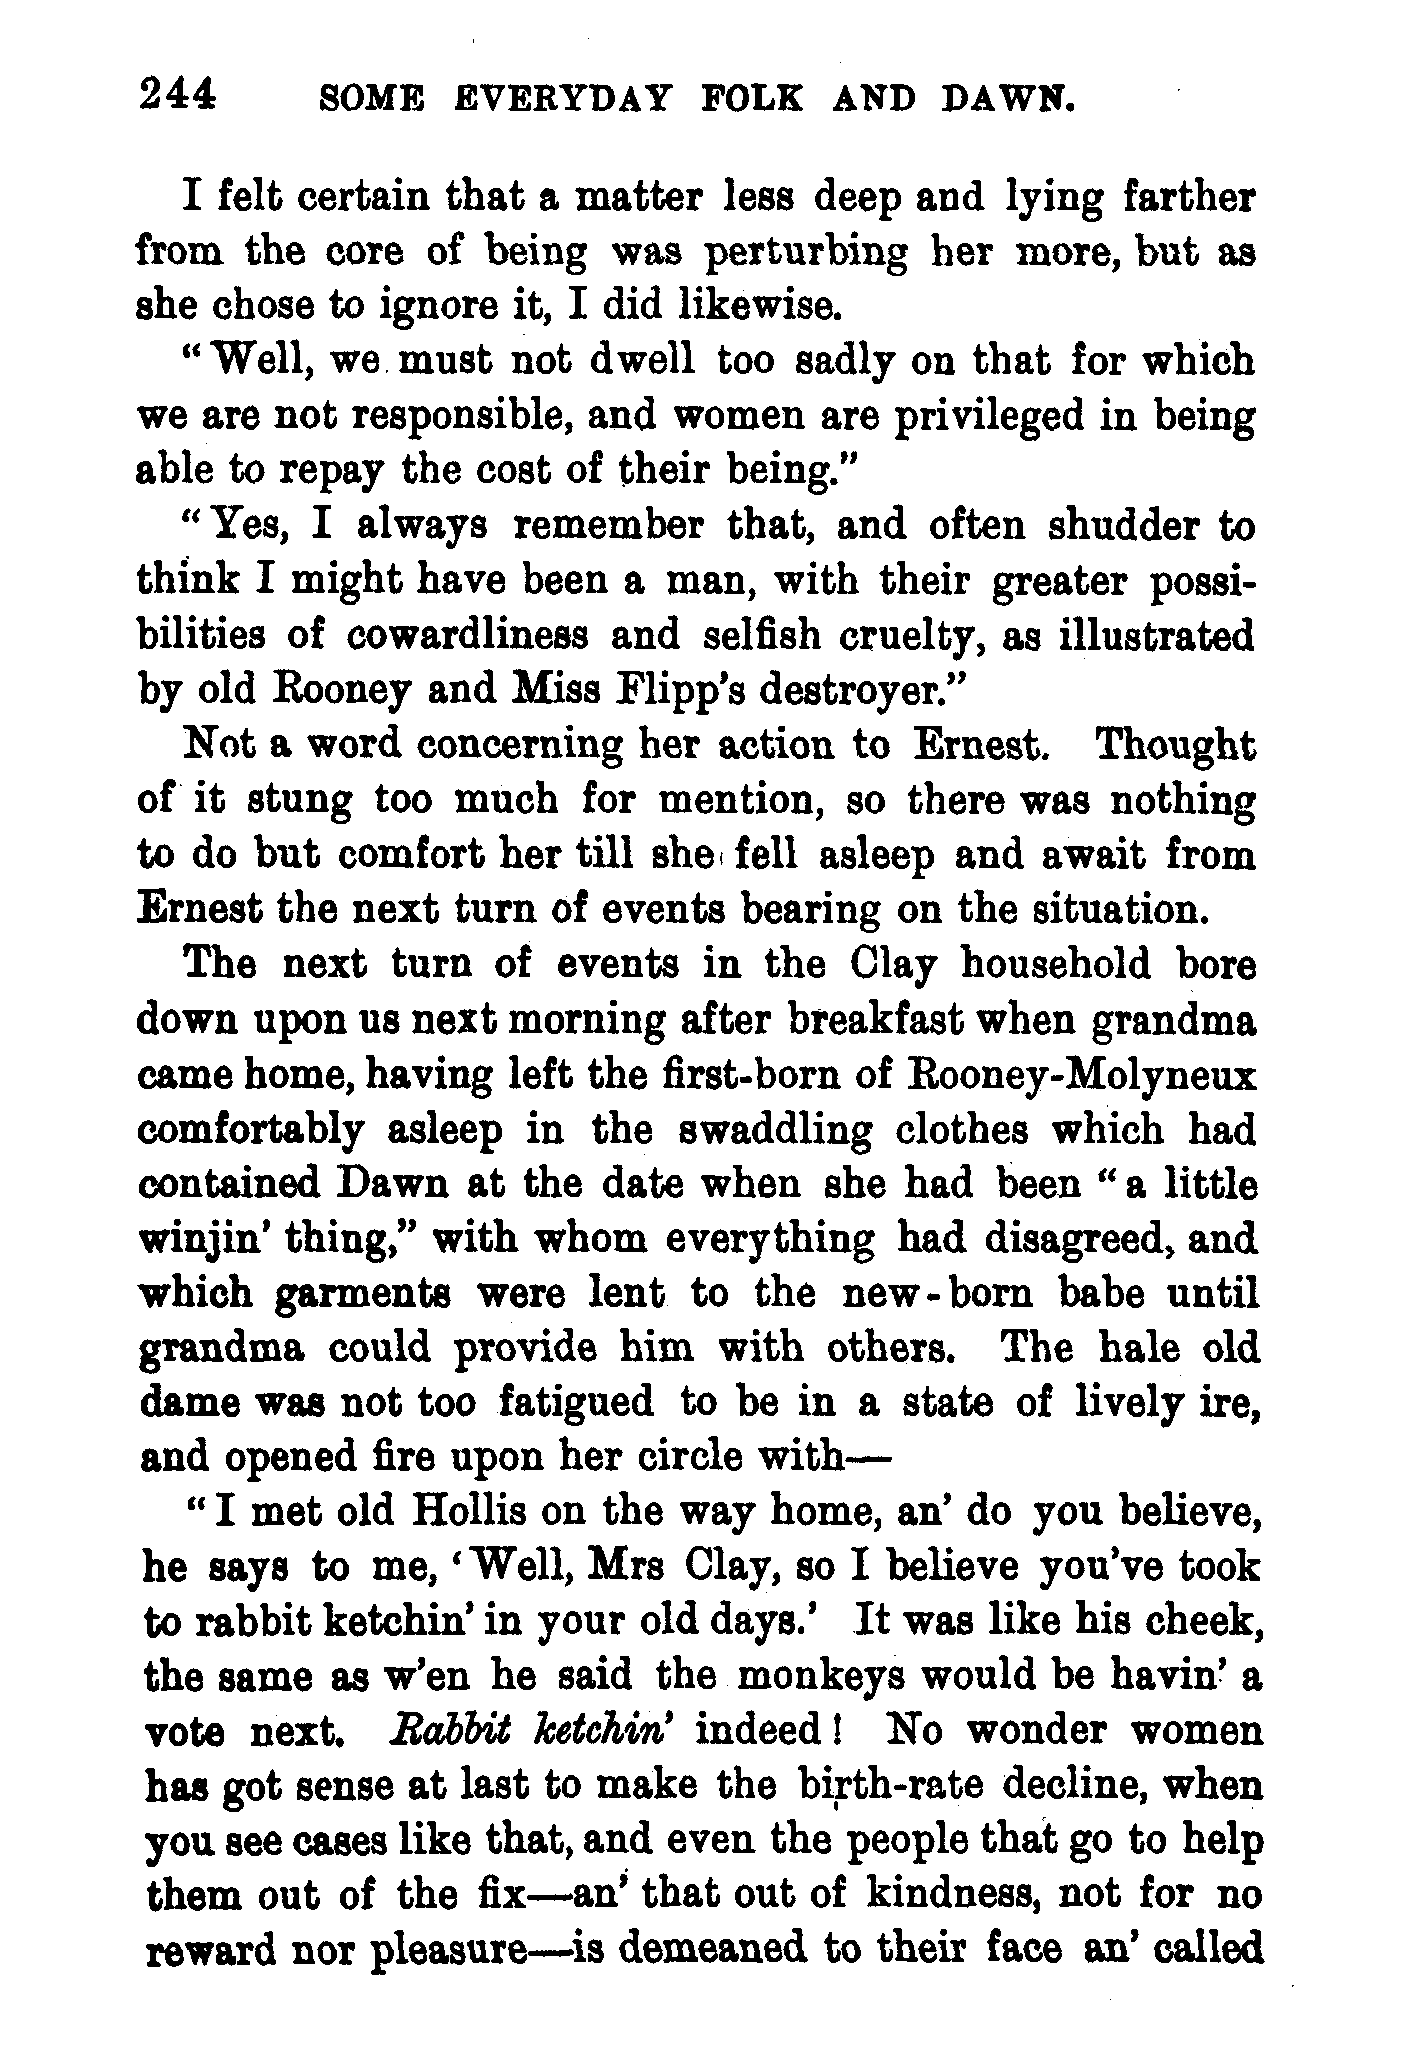 244 SOME EVERYDAY FOLK AND DAWN.
I felt certain that a matter less deep and lying farther
from the core of being was perturbing her more, but as
she chose to ignore it, I did likewise.
“Well, we must not dwell too sadly on that for which
we are not responsible, and women are privileged in being
able to repay the cost of their being.”
“Yes, I always remember that, and often shudder to
think I might have been a man, with their greater possi-
bilities of cowardliness and selfish cruelty, as illustrated
by old Rooney and Miss Flipp's destroyer.”
Not a word concerning her action to Ernest. Thought
of it stung too much for mention, so there was nothing
to do but comfort her till she fell asleep and await from
Ernest the next turn of events bearing on the situation.
The next turn of events in the Clay household bore
down upon us next morning after breakfast when grandma
came home, having left the first-born of Rooney-Molyneux
comfortably asleep in the swaddling clothes which had
contained Dawn at the date when she had been “a little
winjin' thing,” with whom everything had disagreed, and
which garments were lent to the new-born babe until
grandma could provide him with others. The hale old
dame was not too fatigued to be in a state of lively ire,
and opened fire upon her circle with—
“I met old Hollis on the way home, an' do you believe,
he says to me, ‘Well, Mrs Clay, so I believe you've took
to rabbit ketchin' in your old days.’ It was like his cheek,
the same as w'en he said the monkeys would be havin' a
vote next. Rabbit ketchin' indeed! No wonder women
has got sense at last to make the birth-rate decline, when
you see cases like that, and even the people that go to help
them out of the fix—an' that out of kindness, not for no
reward nor pleasure—is demeaned to their face an' called